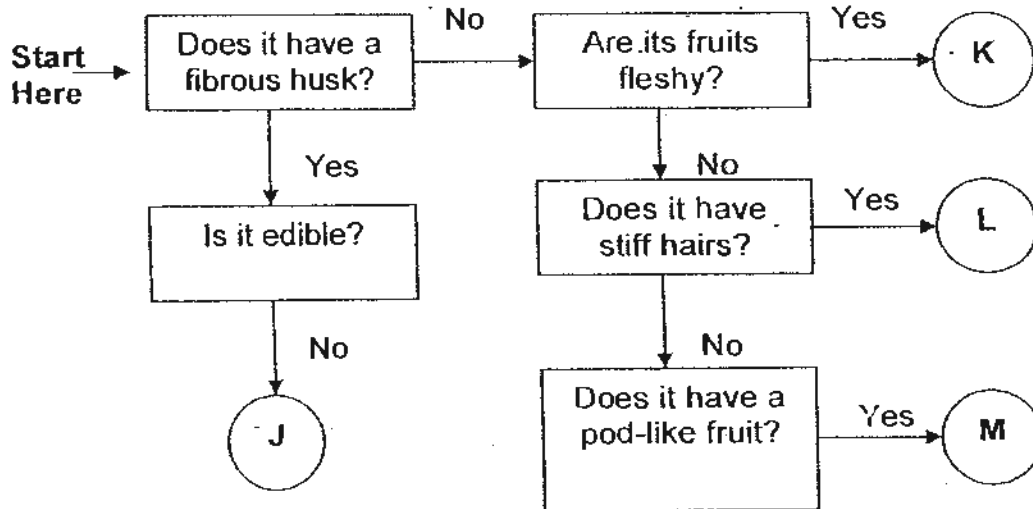 Start
Here
Does it have a
fibrous husk?
No
Are its fruits
fleshy?
Yes
K
Yes
No
Is it edible?
Does it have
stiff hairs?
Yes
L
No
J
No
Does it have a
pod-like fruit?
Yes
M